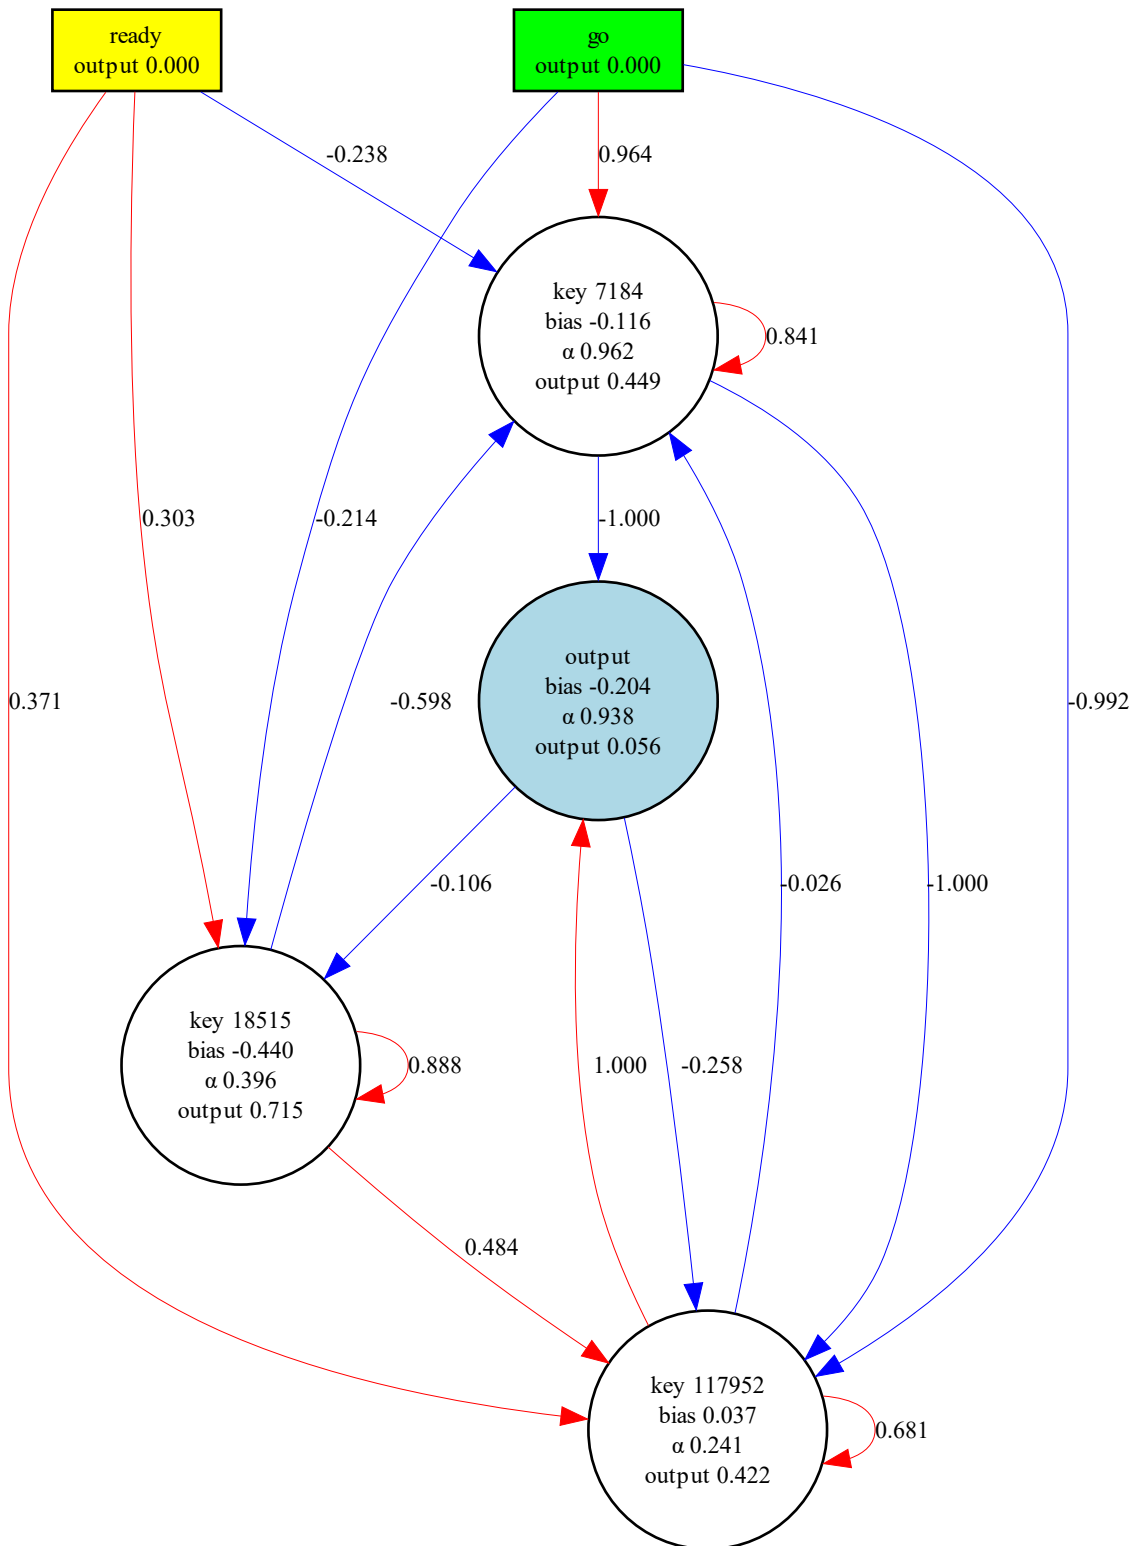 ready
output 0.000
go
output 0.000
-0.238
0.964
key 7184
bias -0.116
α 0.962
output 0.449
0.841
0.303
-0.214
-1.000
output
bias -0.204
α 0.938
output 0.056
0.371
-0.598
-0.992
-0.106
-0.026
-1.000
key 18515
bias -0.440
α 0.396
output 0.715
0.888
1.000
-0.258
0.484
key 117952
bias 0.037
α 0.241
output 0.422
0.681